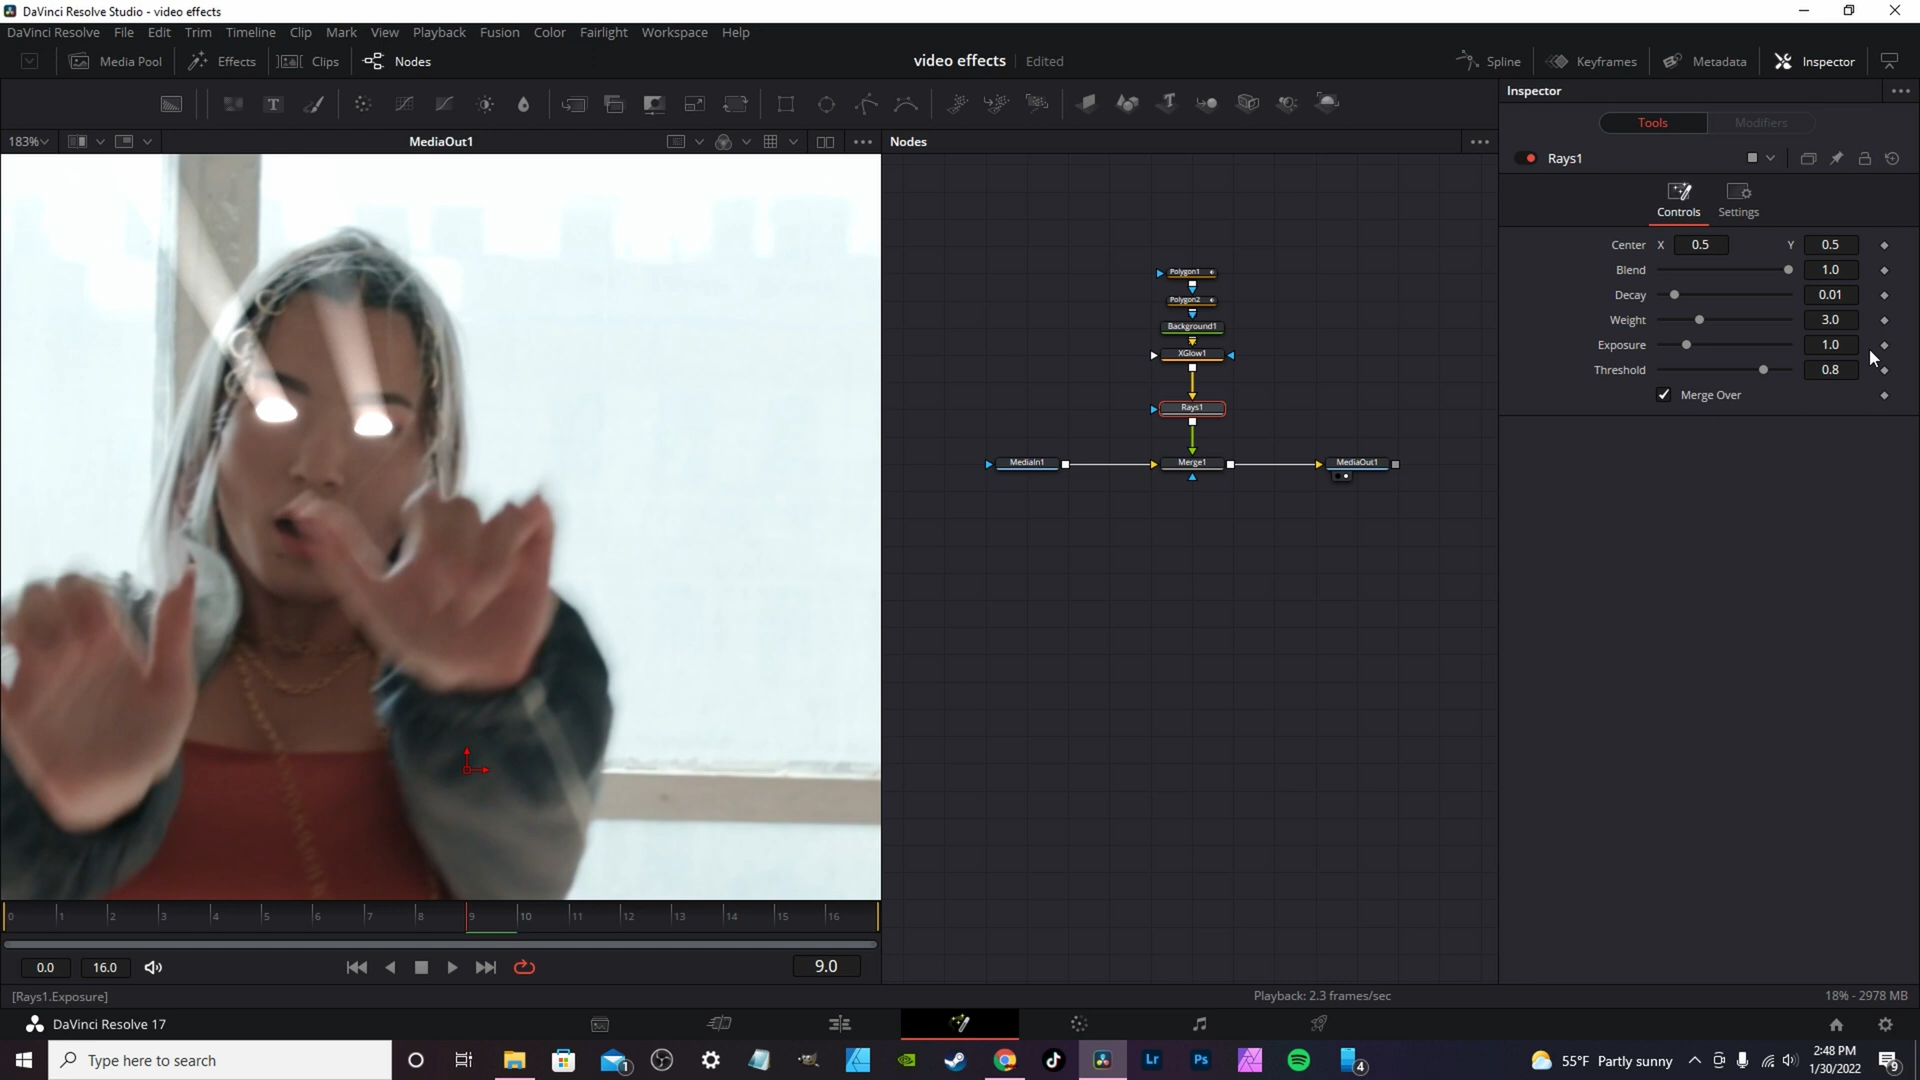 DaVinci Resolve Studio - video effects
DaVinci Resolve File Edit Trim Timeline Clip Mark View Playback Fusion Color Fairlight Workspace Help
Media Pool Effects Clips Nodes video effects Edited Spline Keyframes Metadata Inspector
Inspector
183% MediaOut1 Nodes
Tools Modifiers
Rays1
Controls Settings
Center X 0.5 Y 0.5
Blend 1.0
Decay 0.01
Weight 3.0
Exposure 1.0
Threshold 0.8
Merge Over
Polygon1
Polygon2
Background1
XGlow1
Rays1
MediaIn1 Merge1 MediaOut1
0 1 2 3 4 5 6 7 8 9 10 11 12 13 14 15 16
0.0 16.0 9.0
[Rays1.Exposure] Playback: 2.3 frames/sec 18% - 2978 MB
DaVinci Resolve 17
Type here to search
1
Lr Ps
4
55°F Partly sunny
2:48 PM
1/30/2022
9